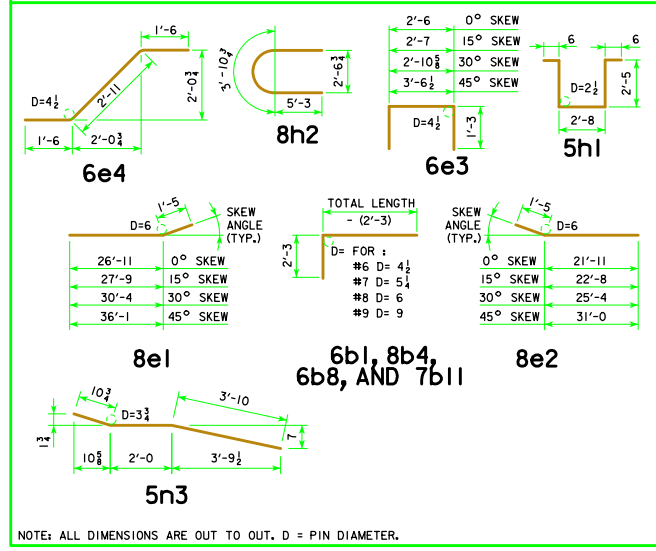 1'-6
D=4½
2'-11
2'-0¾
1'-6
2'-0¾
6e4
3'-10¾
2'-6¾
5'-3
8h2
2'-6 0° SKEW
2'-7 15° SKEW
2'-10⅝ 30° SKEW
3'-6½ 45° SKEW
D=4½
1'-3
6e3
6
6
D=2½
2'-5
2'-8
5h1
1'-5
D=6
SKEW
ANGLE
(TYP.)
26'-11 0° SKEW
27'-9 15° SKEW
30'-4 30° SKEW
36'-1 45° SKEW
8e1
TOTAL LENGTH
- (2'-3)
2'-3
D= FOR :
#6 D= 4½
#7 D= 5¼
#8 D= 6
#9 D= 9
6b1, 8b4,
6b8, AND 7b11
1'-5
D=6
SKEW
ANGLE
(TYP.)
0° SKEW 21'-11
15° SKEW 22'-8
30° SKEW 25'-4
45° SKEW 31'-0
8e2
10¾
D=3¾
3'-10
1¾
7
10⅝
2'-0
3'-9½
5n3
NOTE: ALL DIMENSIONS ARE OUT TO OUT. D = PIN DIAMETER.